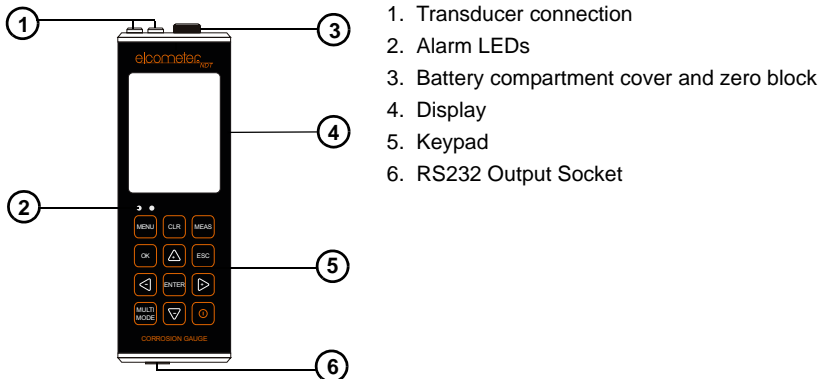 1
3
elcometer NDT
4
2
MENU CLR MEAS
OK ESC
5
ENTER
MULTI
MODE
CORROSION GAUGE
6
1. Transducer connection
2. Alarm LEDs
3. Battery compartment cover and zero block
4. Display
5. Keypad
6. RS232 Output Socket